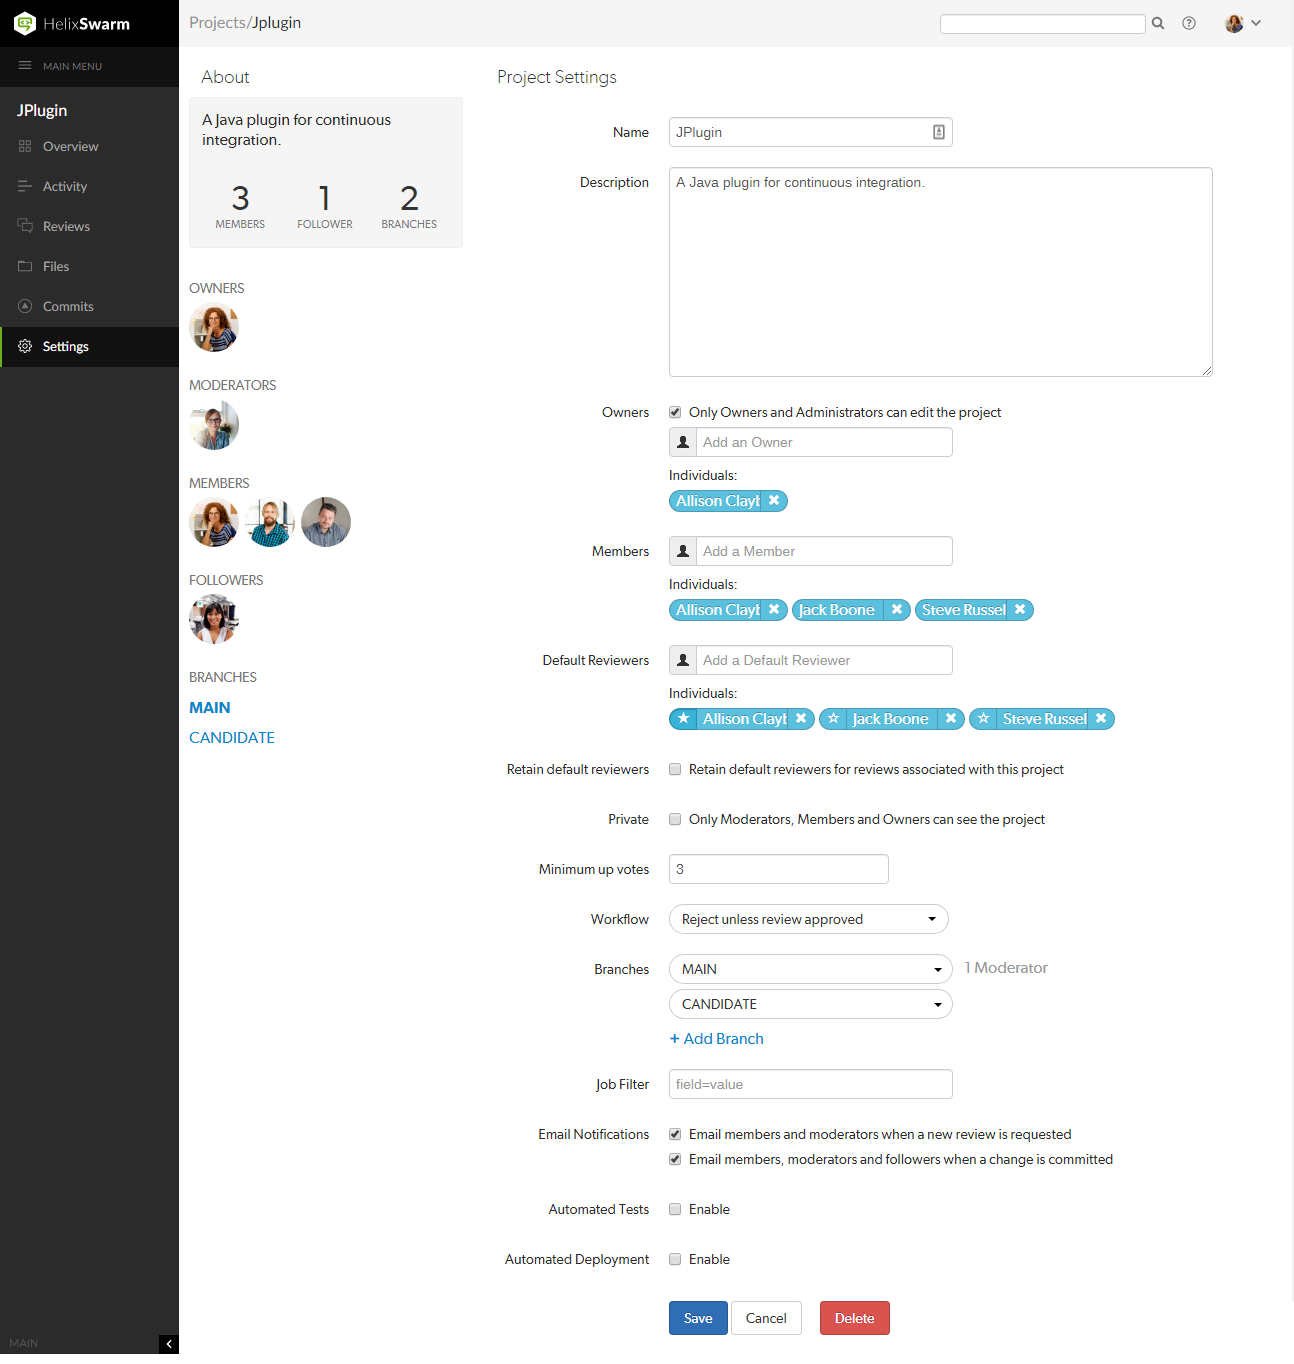 HelixSwarm
Projects/Jplugin
MAIN MENU
JPlugin
Overview
Activity
Reviews
Files
Commits
Settings
MAIN
About
A Java plugin for continuous
integration.
3 1 2
MEMBERS FOLLOWER BRANCHES
OWNERS
MODERATORS
MEMBERS
FOLLOWERS
BRANCHES
MAIN
CANDIDATE
Project Settings
Name JPlugin
Description A Java plugin for continuous integration.
Owners Only Owners and Administrators can edit the project
Add an Owner
Individuals:
Allison Clayb
Members Add a Member
Individuals:
Allison Clayb Jack Boone Steve Russel
Default Reviewers Add a Default Reviewer
Individuals:
Allison Clayb Jack Boone Steve Russel
Retain default reviewers Retain default reviewers for reviews associated with this project
Private Only Moderators, Members and Owners can see the project
Minimum up votes 3
Workflow Reject unless review approved
Branches MAIN 1 Moderator
CANDIDATE
+ Add Branch
Job Filter field=value
Email Notifications Email members and moderators when a new review is requested
Email members, moderators and followers when a change is committed
Automated Tests Enable
Automated Deployment Enable
Save Cancel Delete